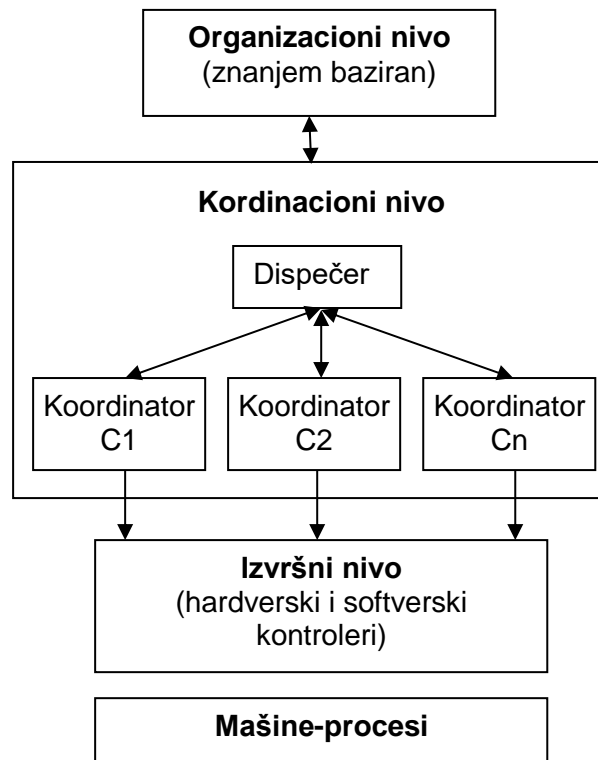 Organizacioni nivo
(znanjem baziran)
Kordinacioni nivo
Dispečer
Koordinator
C1
Koordinator
C2
Koordinator
Cn
Izvršni nivo
(hardverski i softverski
kontroleri)
Mašine-procesi